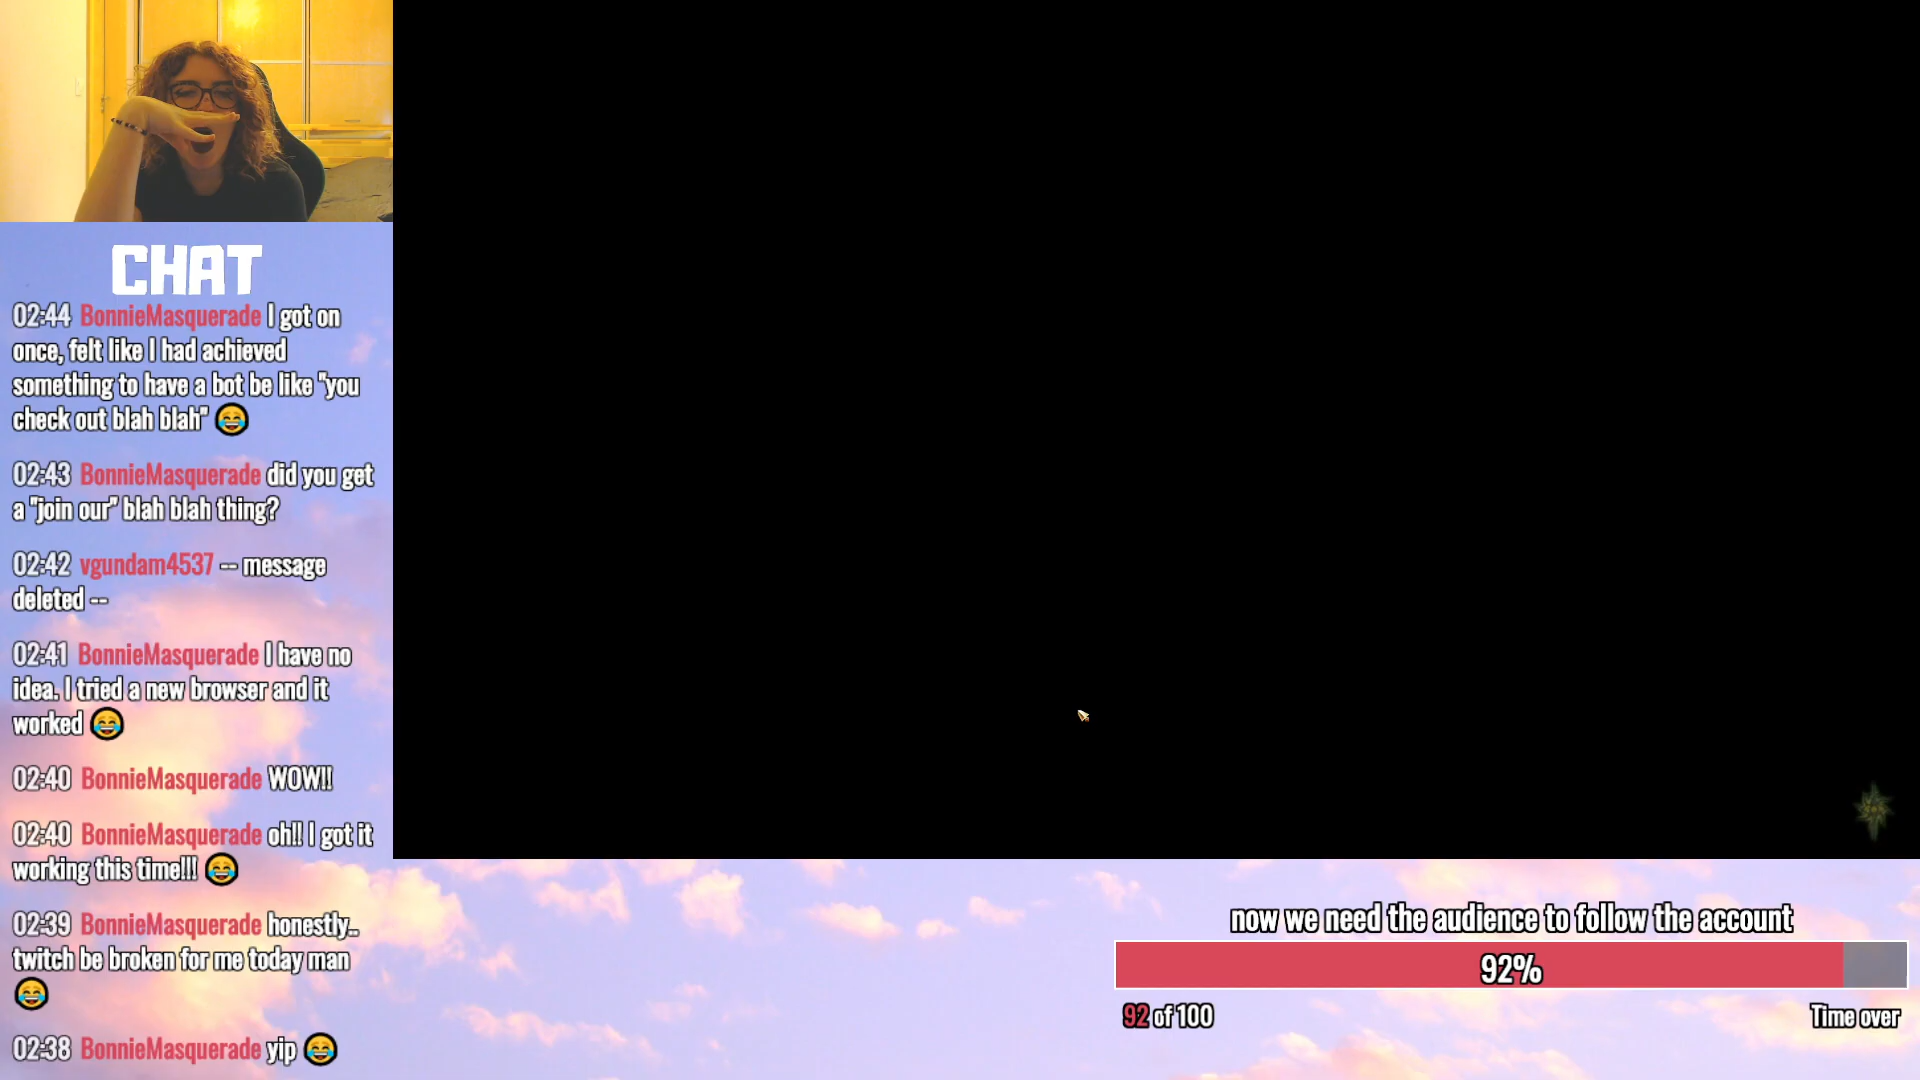 CHAT
02:44 BonnieMasquerade I got on
once, felt like I had achieved
something to have a bot be like "you
check out blah blah" 😂
02:43 BonnieMasquerade did you get
a "join our" blah blah thing?
02:42 vgundam4537 -- message
deleted --
02:41 BonnieMasquerade I have no
idea. I tried a new browser and it
worked 😂
02:40 BonnieMasquerade WOW!!
02:40 BonnieMasquerade oh!! I got it
working this time!!! 😂
02:39 BonnieMasquerade honestly..
twitch be broken for me today man
😂
02:38 BonnieMasquerade yip 😂
now we need the audience to follow the account
92%
92 of 100
Time over